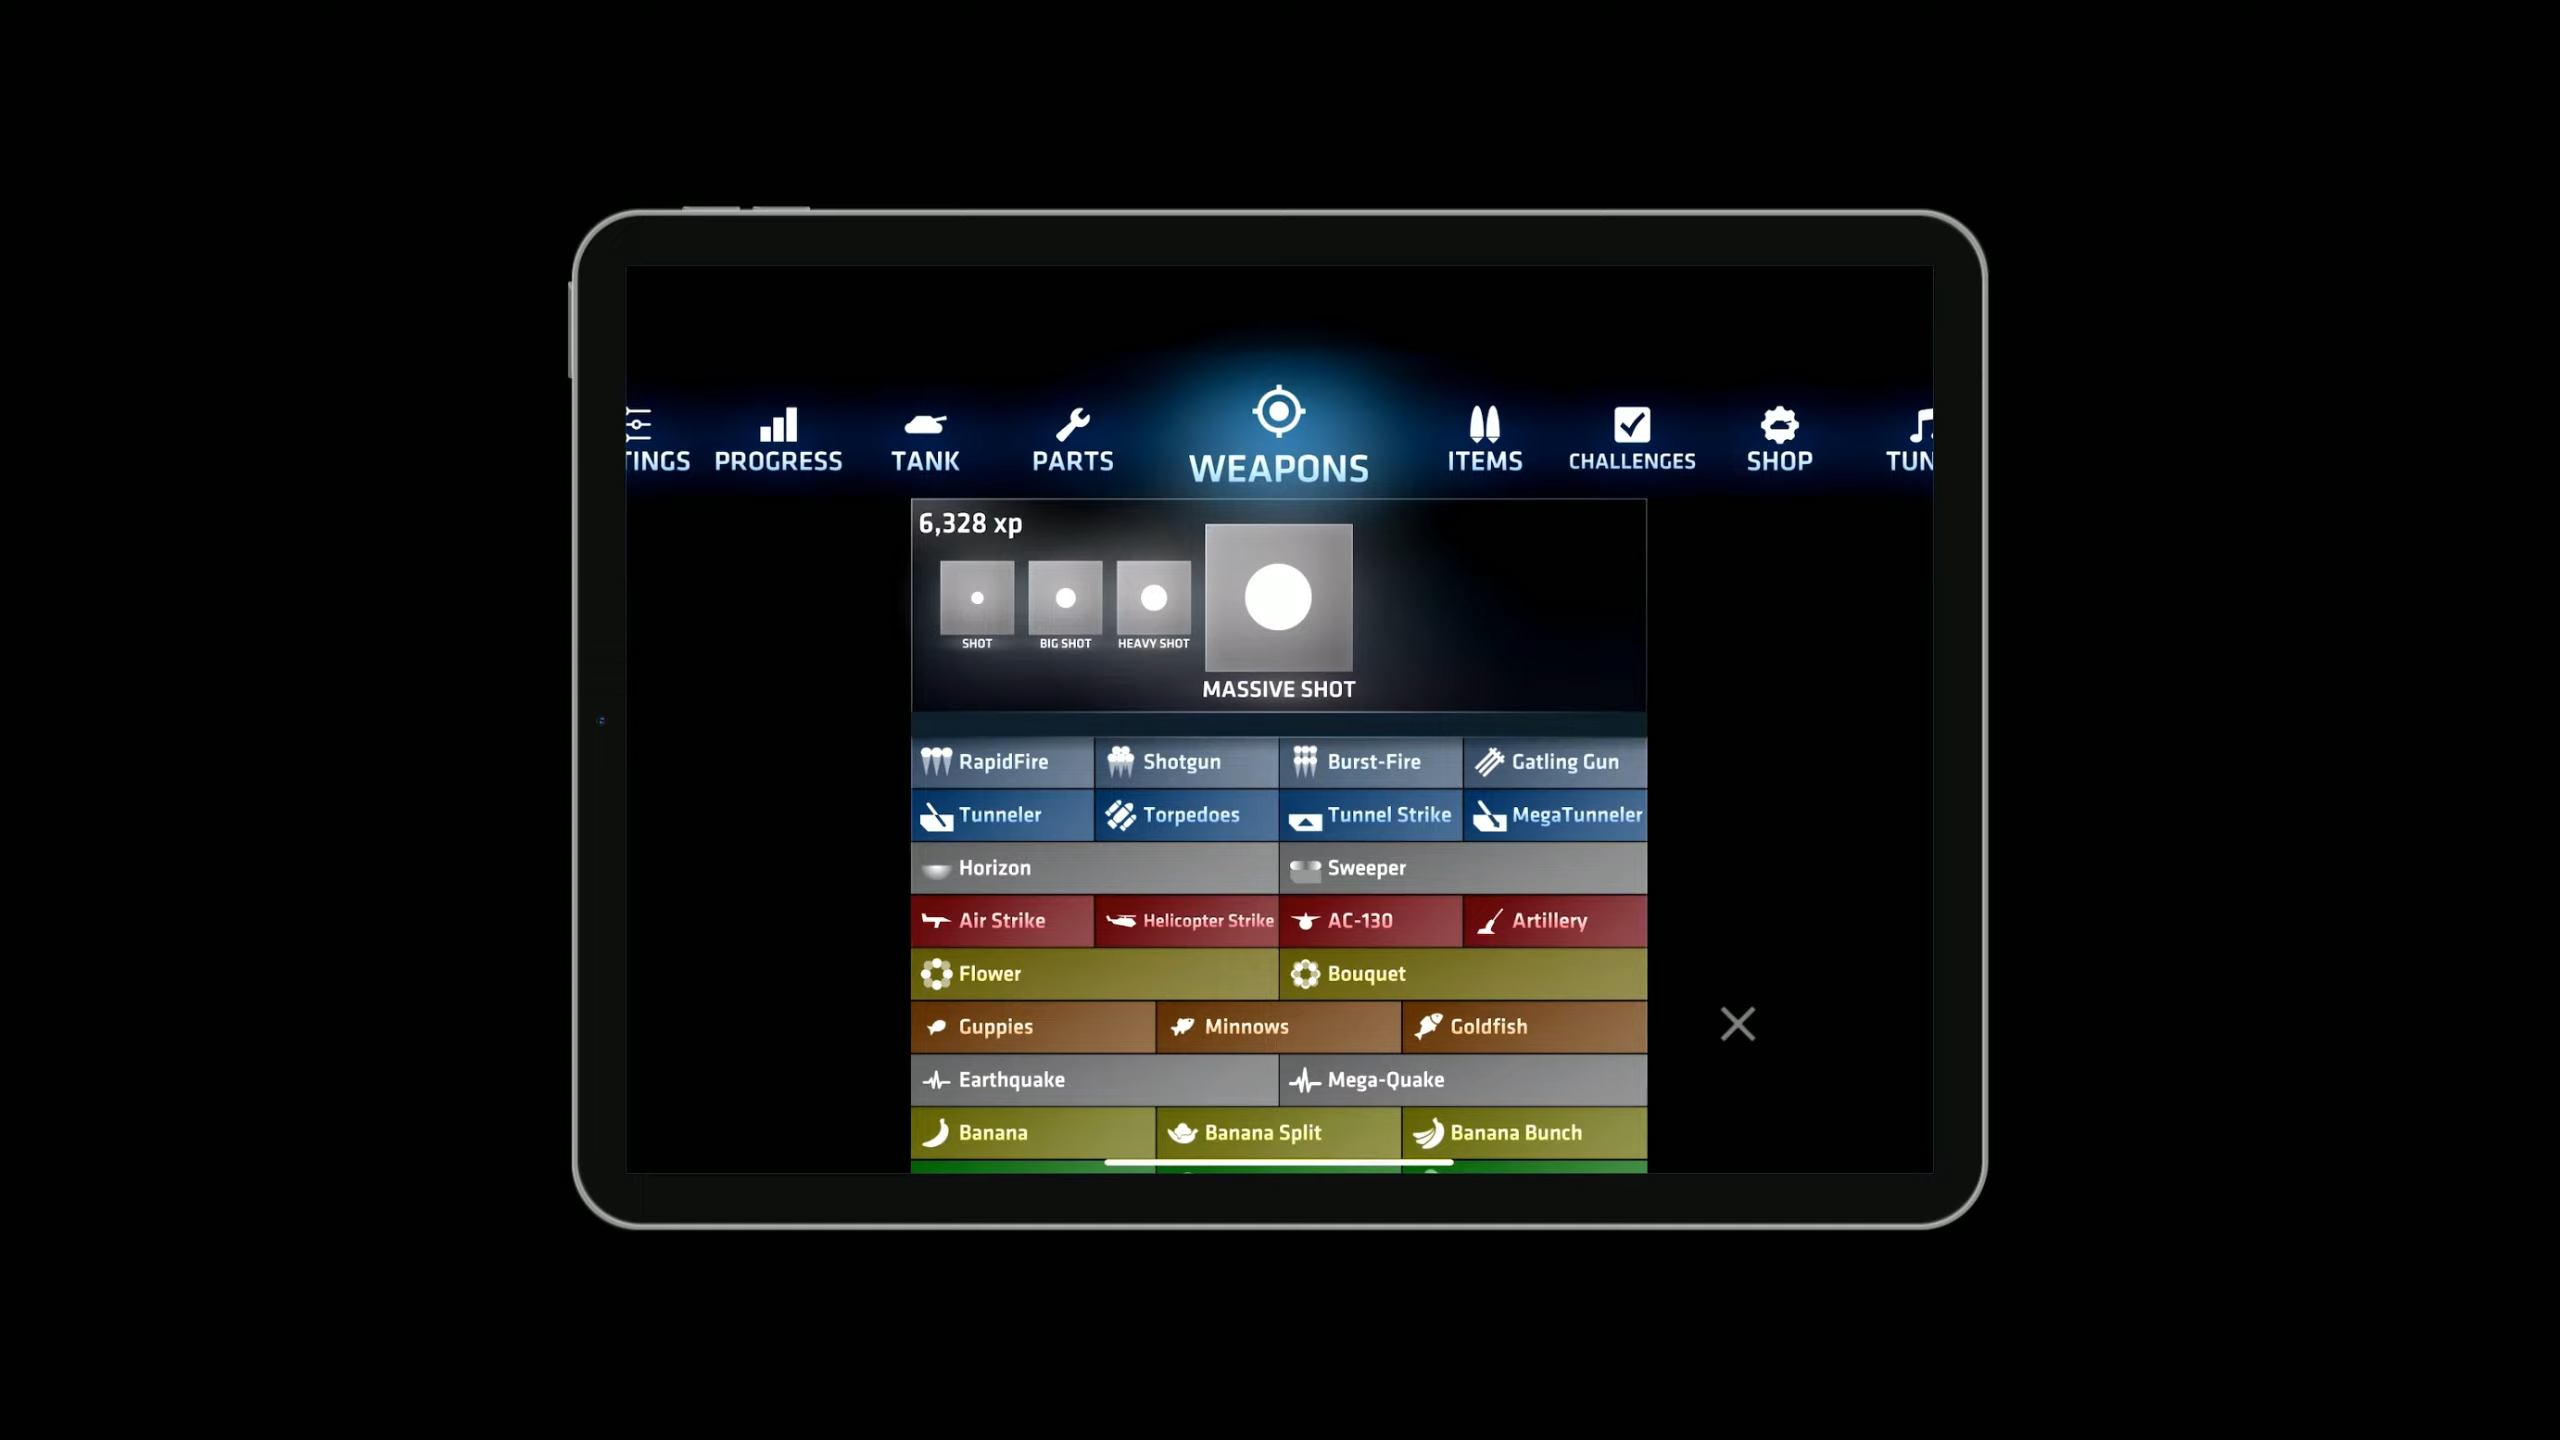 TINGS PROGRESS TANK PARTS WEAPONS ITEMS CHALLENGES SHOP TUN
6,328 xp
SHOT BIG SHOT HEAVY SHOT
MASSIVE SHOT
RapidFire Shotgun Burst-Fire Gatling Gun
Tunneler Torpedoes Tunnel Strike MegaTunneler
Horizon Sweeper
Air Strike Helicopter Strike AC-130 Artillery
Flower Bouquet
Guppies Minnows Goldfish
Earthquake Mega-Quake
Banana Banana Split Banana Bunch